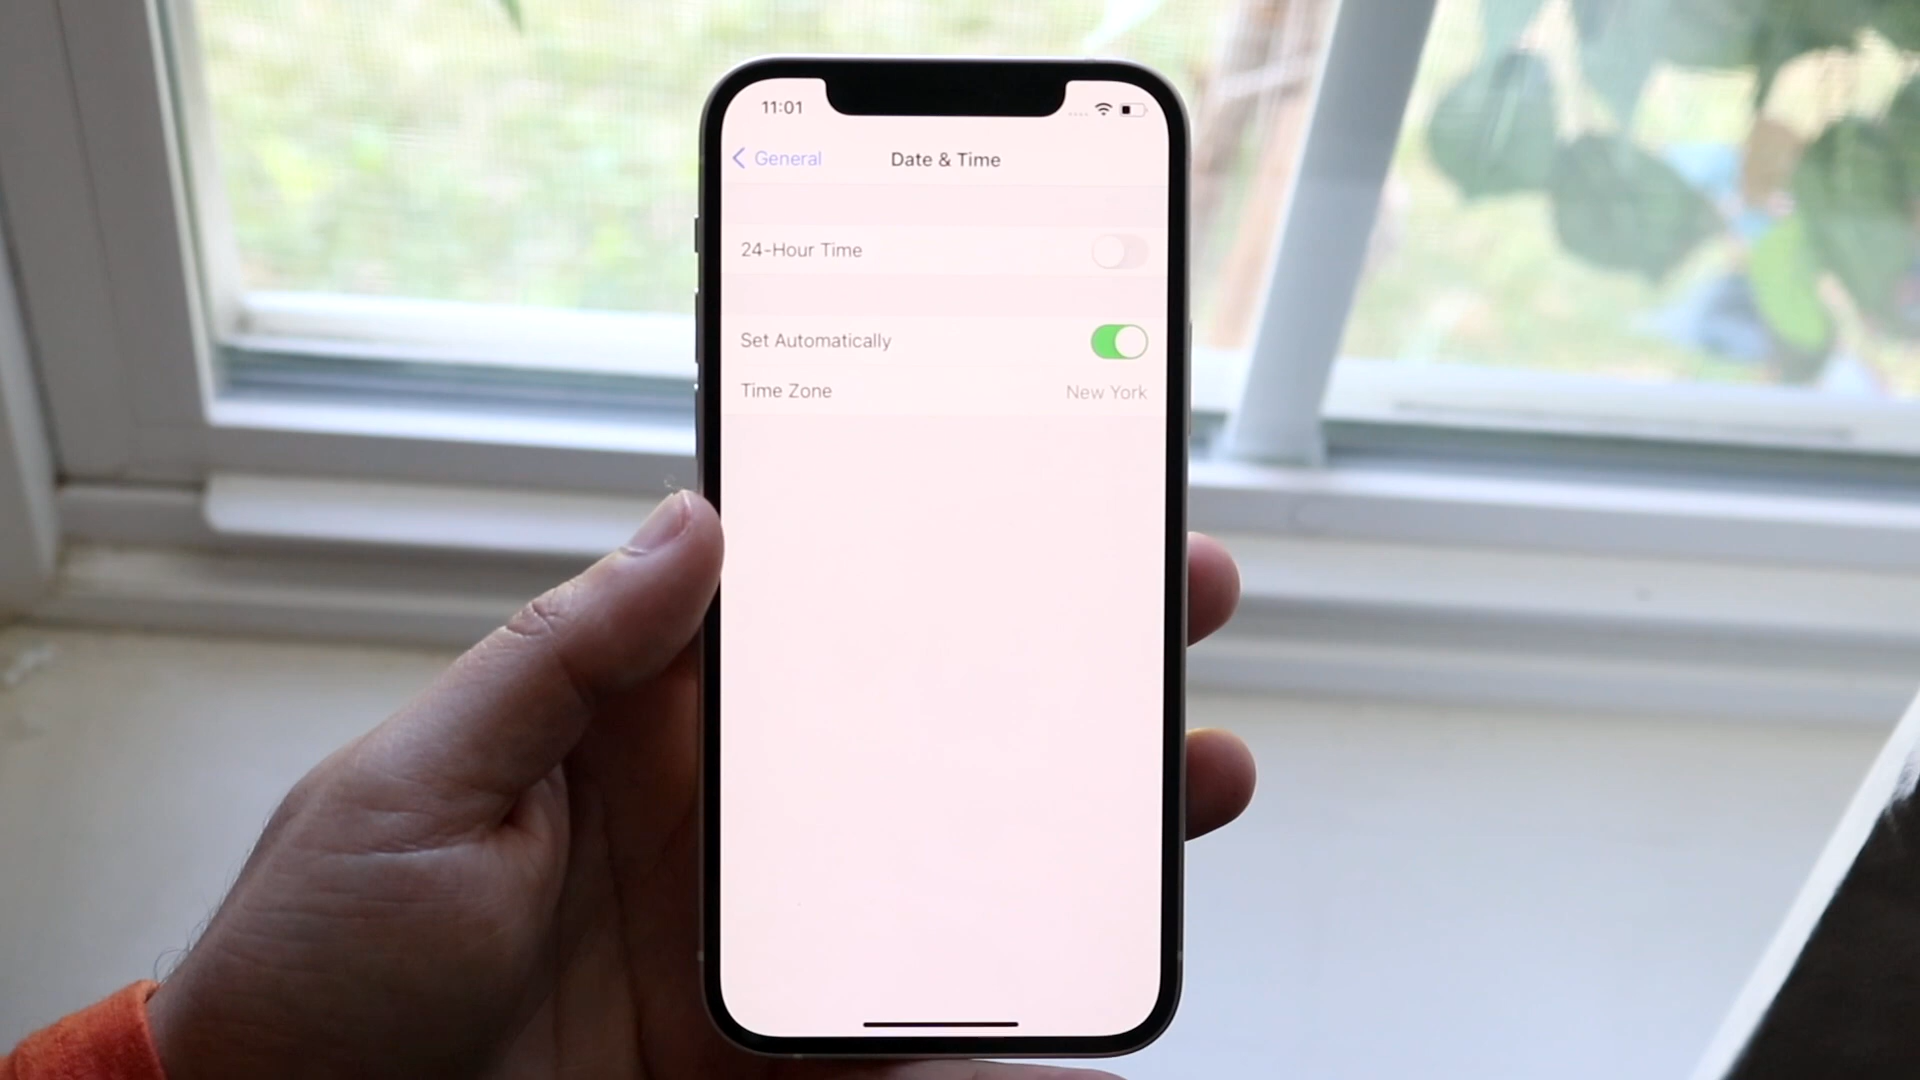 11:01
General
Date & Time
24-Hour Time
Set Automatically
Time Zone
New York